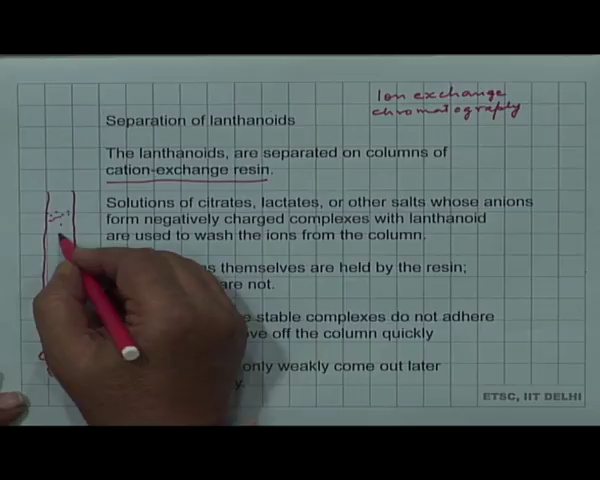 Ion exchange
chromatography
Separation of lanthanoids
The lanthanoids, are separated on columns of
cation-exchange resin.
Solutions of citrates, lactates, or other salts whose anions
form negatively charged complexes with lanthanoid
are used to wash the ions from the column.
themselves are held by the resin;
are not.
stable complexes do not adhere
off the column quickly
only weakly come out later
ETSC, IIT DELHI